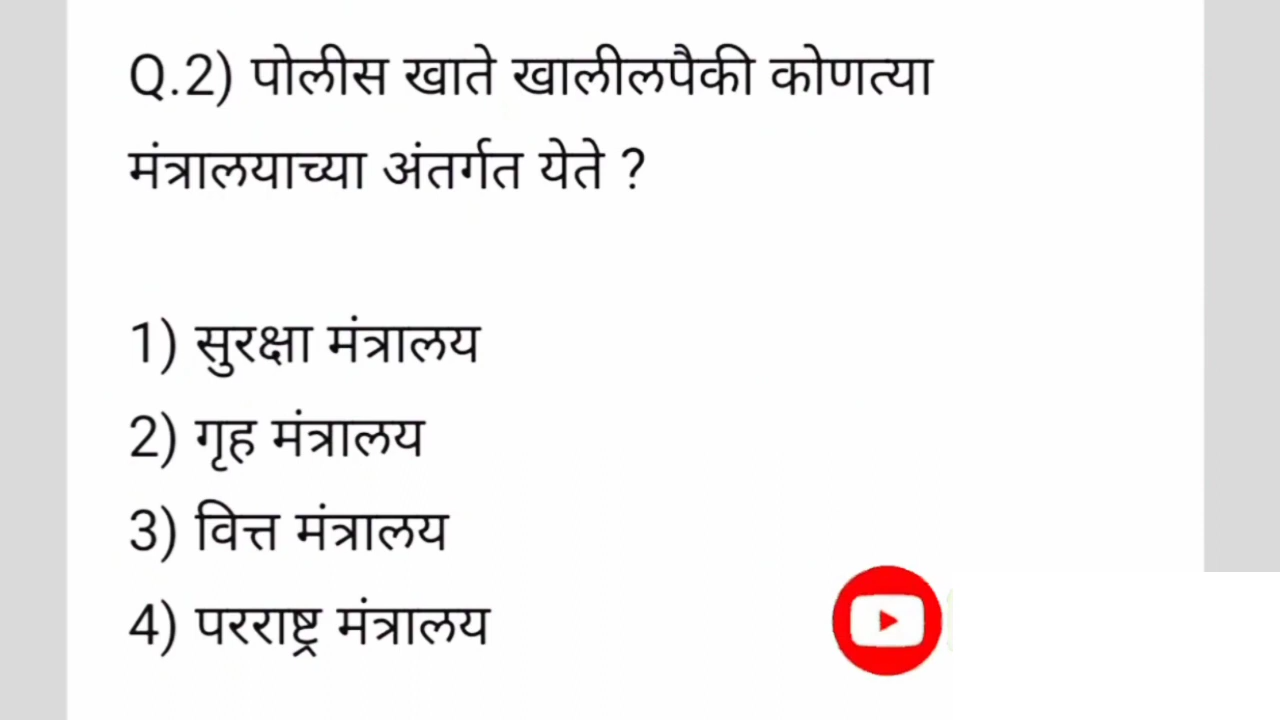 Q.2) पोलीस खाते खालीलपैकी कोणत्या
मंत्रालयाच्या अंतर्गत येते ?
1) सुरक्षा मंत्रालय
2) गृह मंत्रालय
3) वित्त मंत्रालय
4) परराष्ट्र मंत्रालय